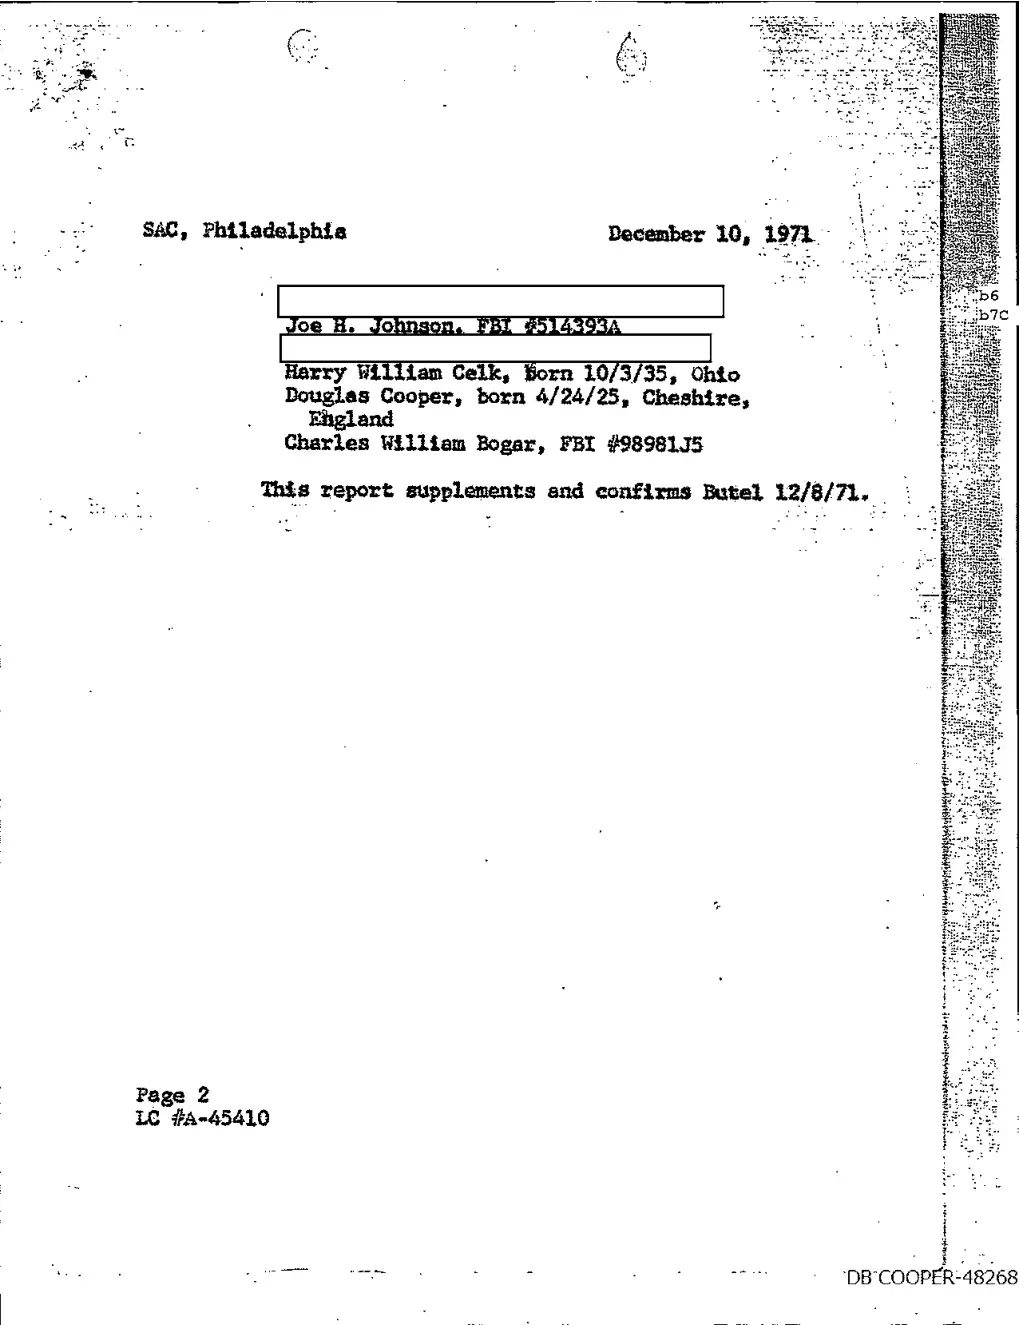 SAC, Philadelphia December 10, 1971
b6
b7C
Joe H. Johnson, FBI #514393A
Harry William Celk, Born 10/3/35, Ohio
Douglas Cooper, born 4/24/25, Cheshire,
England
Charles William Bogar, FBI #98981J5
This report supplements and confirms Butel 12/8/71.
Page 2
LC #A-45410
DB COOPER-48268